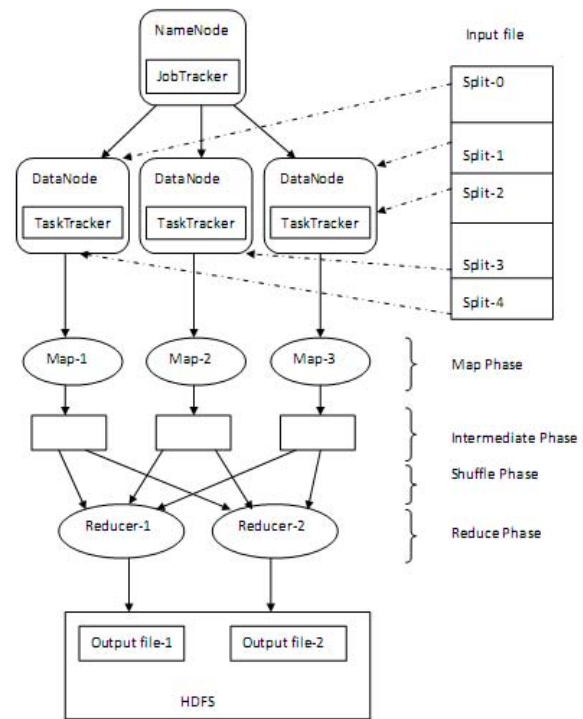 NameNode
JobTracker
Input file
Split-0
Split-1
Split-2
Split-3
Split-4
DataNode
TaskTracker
DataNode
TaskTracker
DataNode
TaskTracker
Map-1
Map-2
Map-3
Map Phase
Intermediate Phase
Shuffle Phase
Reducer-1
Reducer-2
Reduce Phase
Output file-1
Output file-2
HDFS